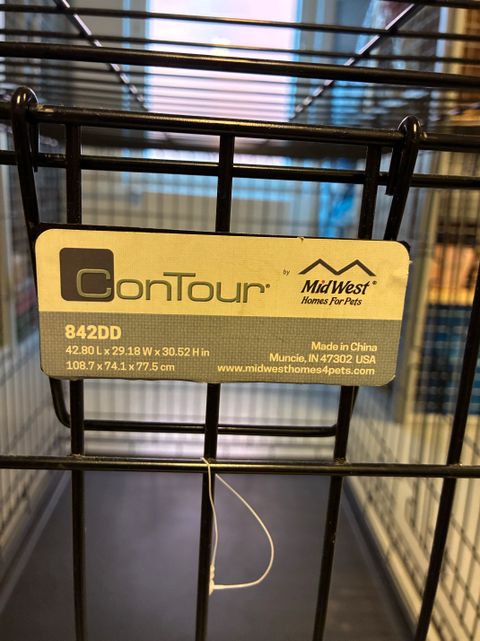 ConTour®
by
MidWest®
Homes For Pets
842DD
42.80 L x 29.18 W x 30.52 H in
108.7 x 74.1 x 77.5 cm
Made in China
Muncie, IN 47302 USA
www.midwesthomes4pets.com